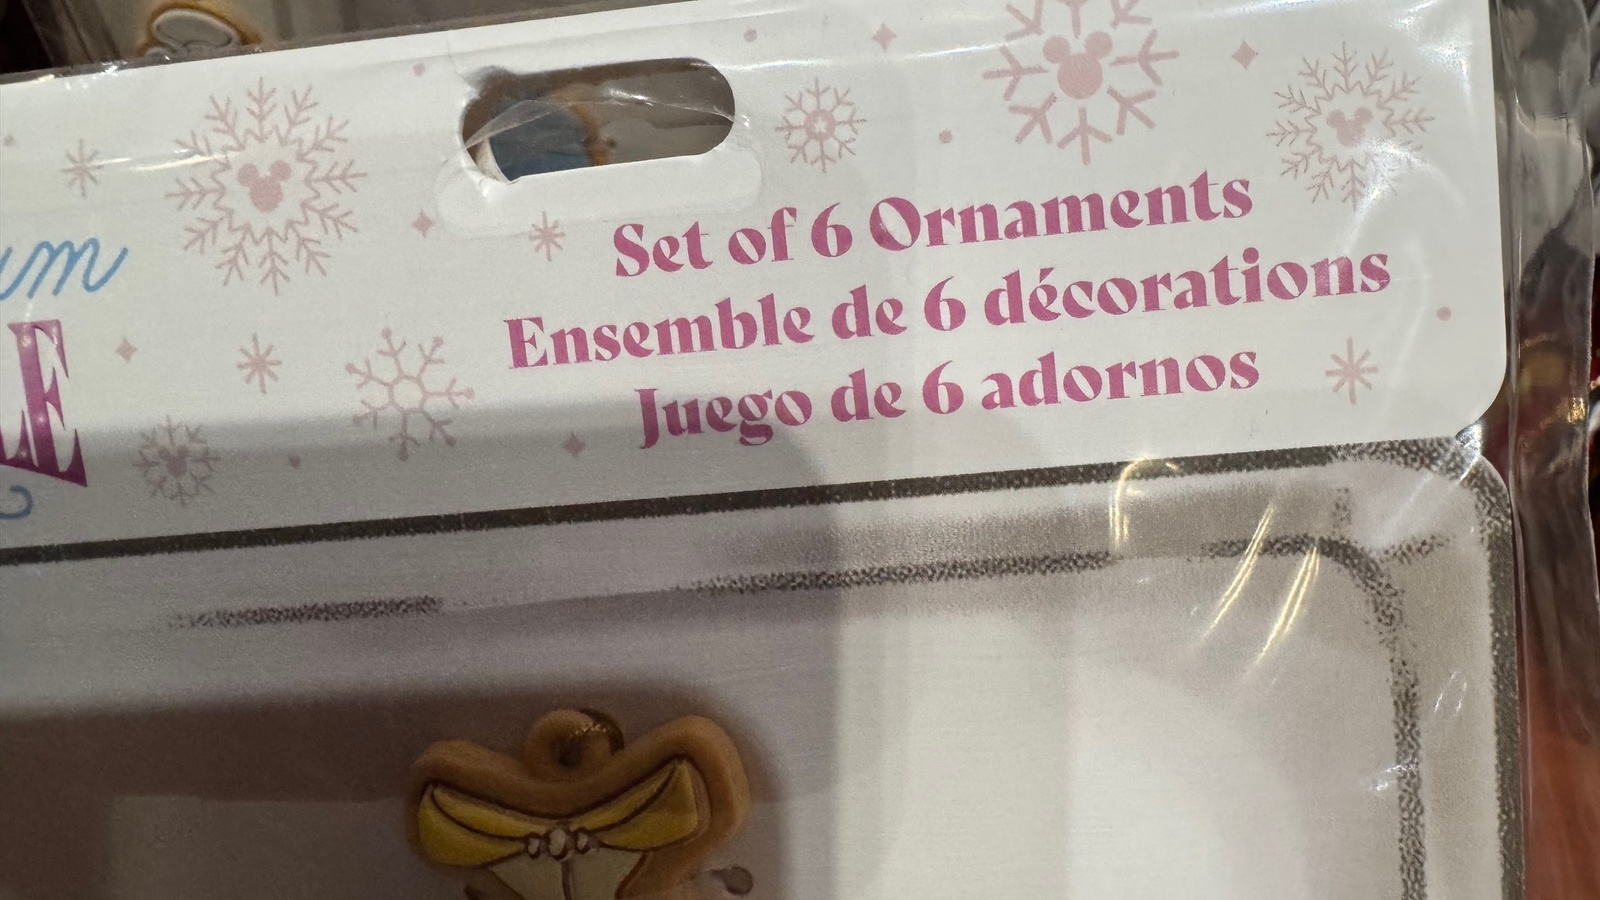 Set of 6 Ornaments
Ensemble de 6 décorations
Juego de 6 adornos